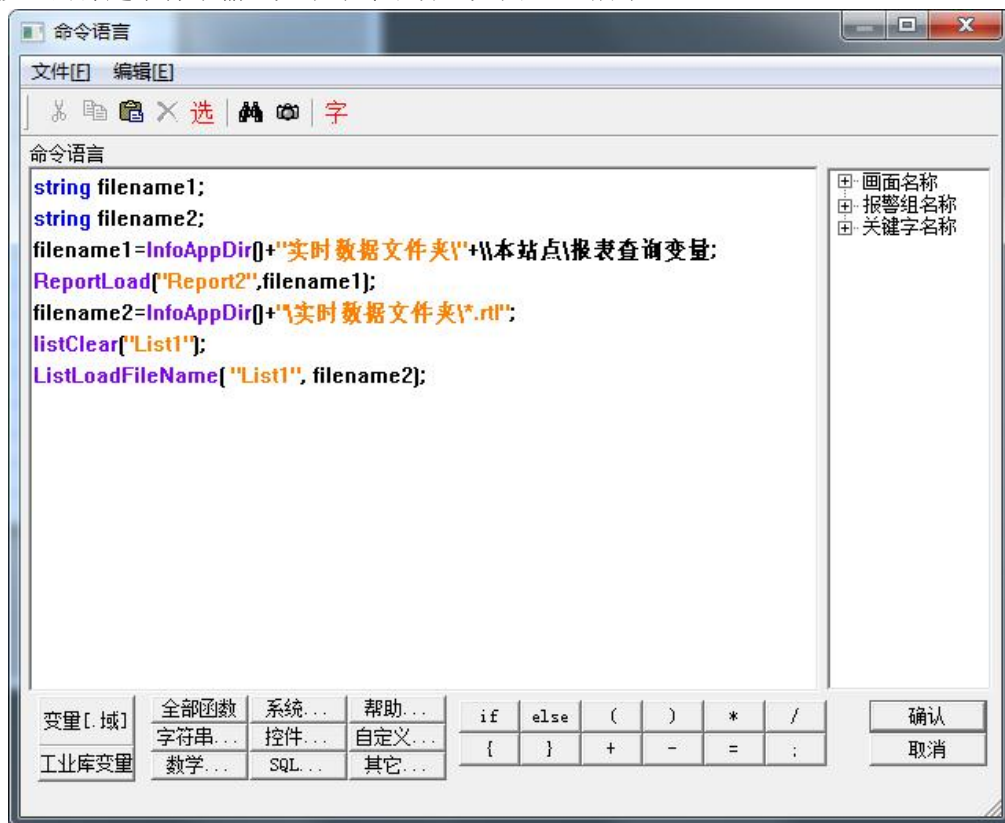 命令语言
文件[F] 编辑[E]
选 字
命令语言
string filename1;
string filename2;
filename1=InfoAppDir()+"实时数据文件夹\"+\\本站点\报表查询变量;
ReportLoad("Report2",filename1);
filename2=InfoAppDir()+"\实时数据文件夹\*.rtl";
listClear("List1");
ListLoadFileName( "List1", filename2);
画面名称
报警组名称
关键字名称
变量[.域] 全部函数 系统... 帮助... if else ( ) * / 确认
字符串... 控件... 自定义...
工业库变量 数学... SQL... 其它... { } + - = ; 取消